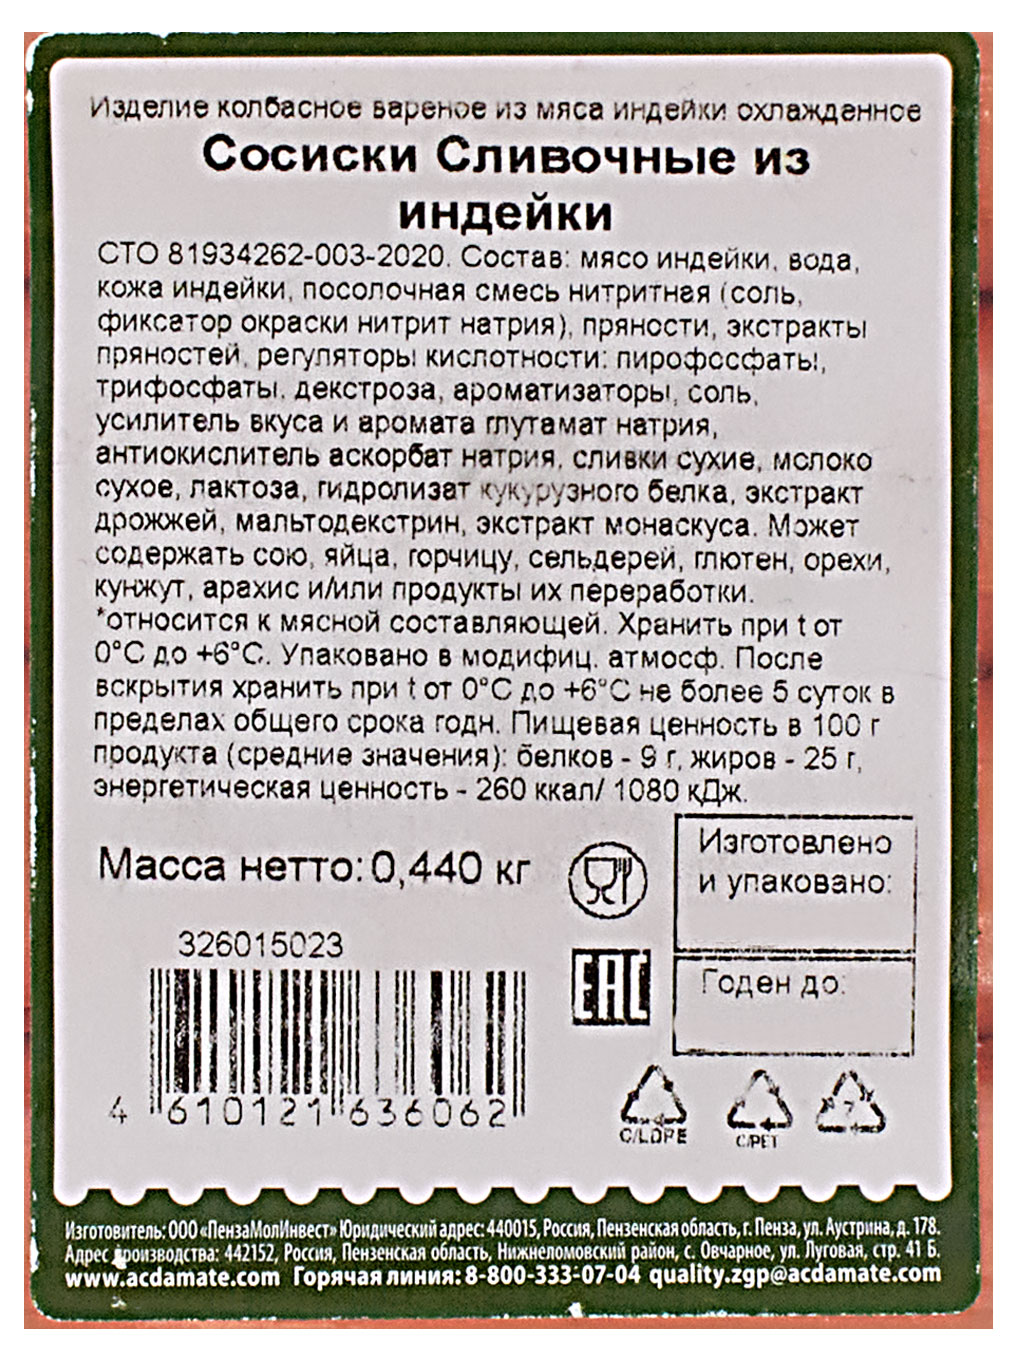 Изделие колбасное вареное из мяса индейки охлажденное
Сосиски Сливочные из
индейки
СТО 81934262-003-2020. Состав: мясо индейки, вода,
кожа индейки, посолочная смесь нитритная (соль,
фиксатор окраски нитрит натрия), пряности, экстракты
пряностей, регуляторы кислотности: пирофосфаты,
трифосфаты, декстроза, ароматизаторы, соль,
усилитель вкуса и аромата глутамат натрия,
антиокислитель аскорбат натрия, сливки сухие, молоко
сухое, лактоза, гидролизат кукурузного белка, экстракт
дрожжей, мальтодекстрин, экстракт монаскуса. Может
содержать сою, яйца, горчицу, сельдерей, глютен, орехи,
кунжут, арахис и/или продукты их переработки.
*относится к мясной составляющей. Хранить при t от
0°С до +6°С. Упаковано в модифиц. атмосф. После
вскрытия хранить при t от 0°С до +6°С не более 5 суток в
пределах общего срока годн. Пищевая ценность в 100 г
продукта (средние значения): белков - 9 г, жиров - 25 г,
энергетическая ценность - 260 ккал/ 1080 кДж.
Масса нетто: 0,440 кг
Изготовлено
и упаковано:
326015023
EAC
Годен до:
4 610121 636062
C/LDPE
C/PET
7
Изготовитель: ООО «ПензаМолИнвест» Юридический адрес: 440015, Россия, Пензенская область, г. Пенза, ул. Аустрина, д. 178.
Адрес производства: 442152, Россия, Пензенская область, Нижнеломовский район, с. Овчарное, ул. Луговая, стр. 41 Б.
www.acdamate.com Горячая линия: 8-800-333-07-04 quality.zgp@acdamate.com